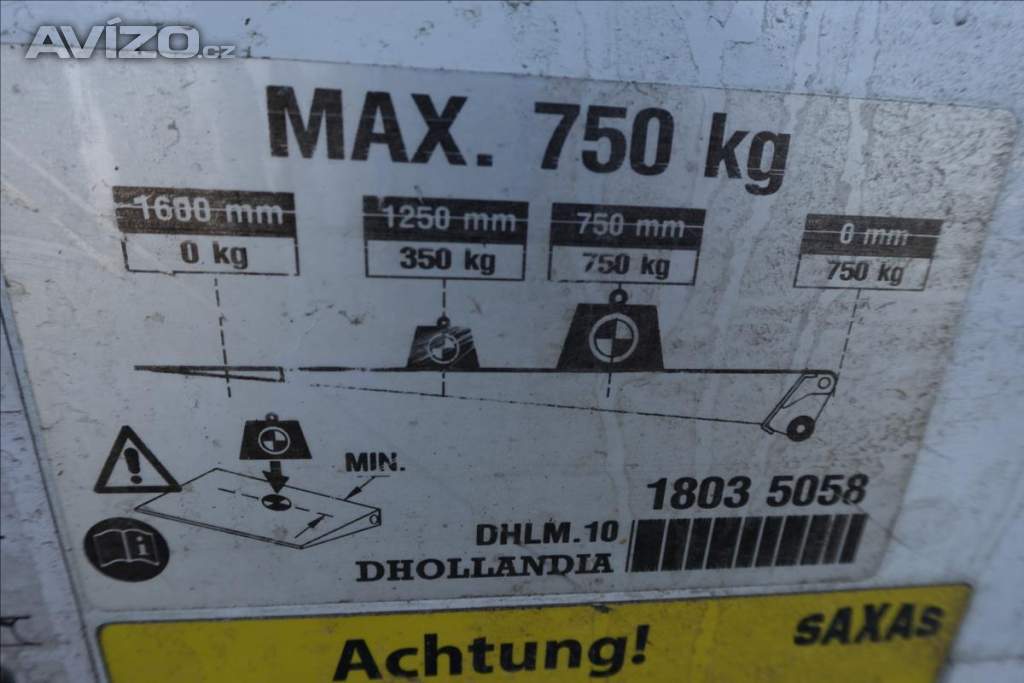 AVÍZO.cz
MAX. 750 kg
1600 mm 1250 mm 750 mm 0 mm
0 kg 350 kg 750 kg 750 kg
MIN.
1803 5058
DHLM.10
DHOLLANDIA
SAXAS
Achtung!